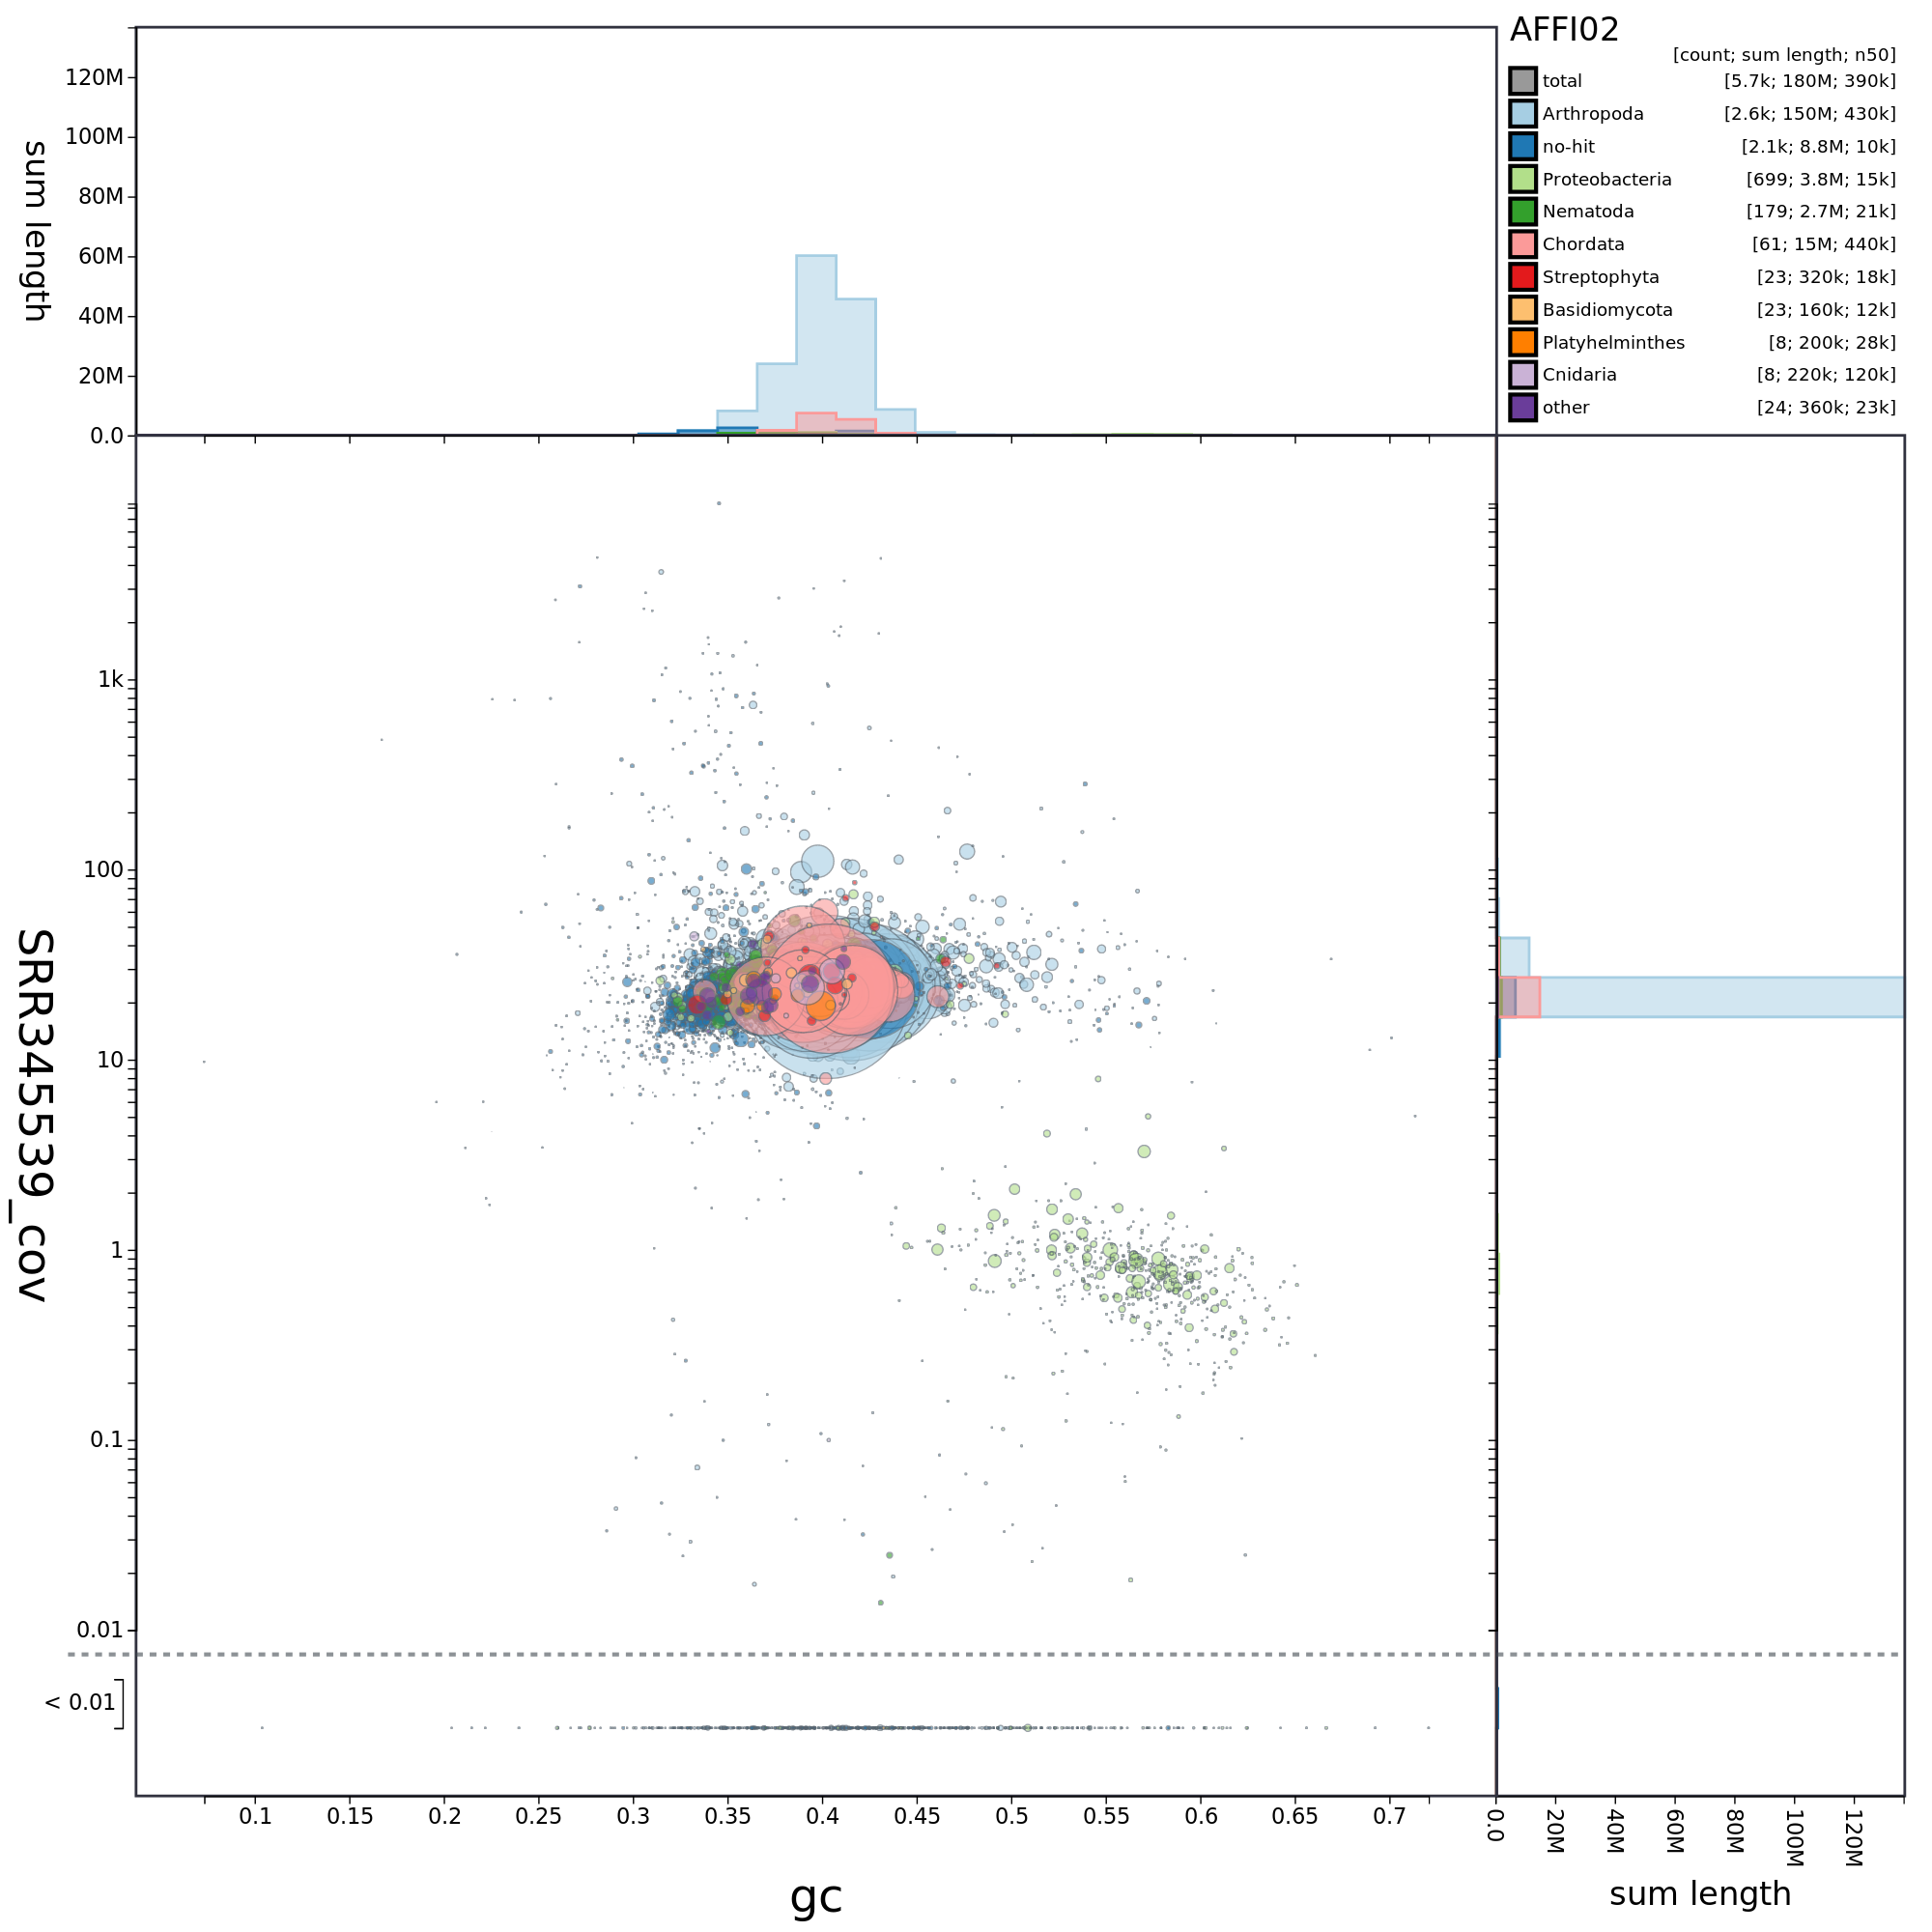 AFFI02
[count; sum length; n50]
total [5.7k; 180M; 390k]
Arthropoda [2.6k; 150M; 430k]
no-hit [2.1k; 8.8M; 10k]
Proteobacteria [699; 3.8M; 15k]
Nematoda [179; 2.7M; 21k]
Chordata [61; 15M; 440k]
Streptophyta [23; 320k; 18k]
Basidiomycota [23; 160k; 12k]
Platyhelminthes [8; 200k; 28k]
Cnidaria [8; 220k; 120k]
other [24; 360k; 23k]
sum length
120M
100M
80M
60M
40M
20M
0.0
SRR345539_cov
1k
100
10
1
0.1
0.01
< 0.01
0.1 0.15 0.2 0.25 0.3 0.35 0.4 0.45 0.5 0.55 0.6 0.65 0.7
gc
0.0 20M 40M 60M 80M 100M 120M
sum length